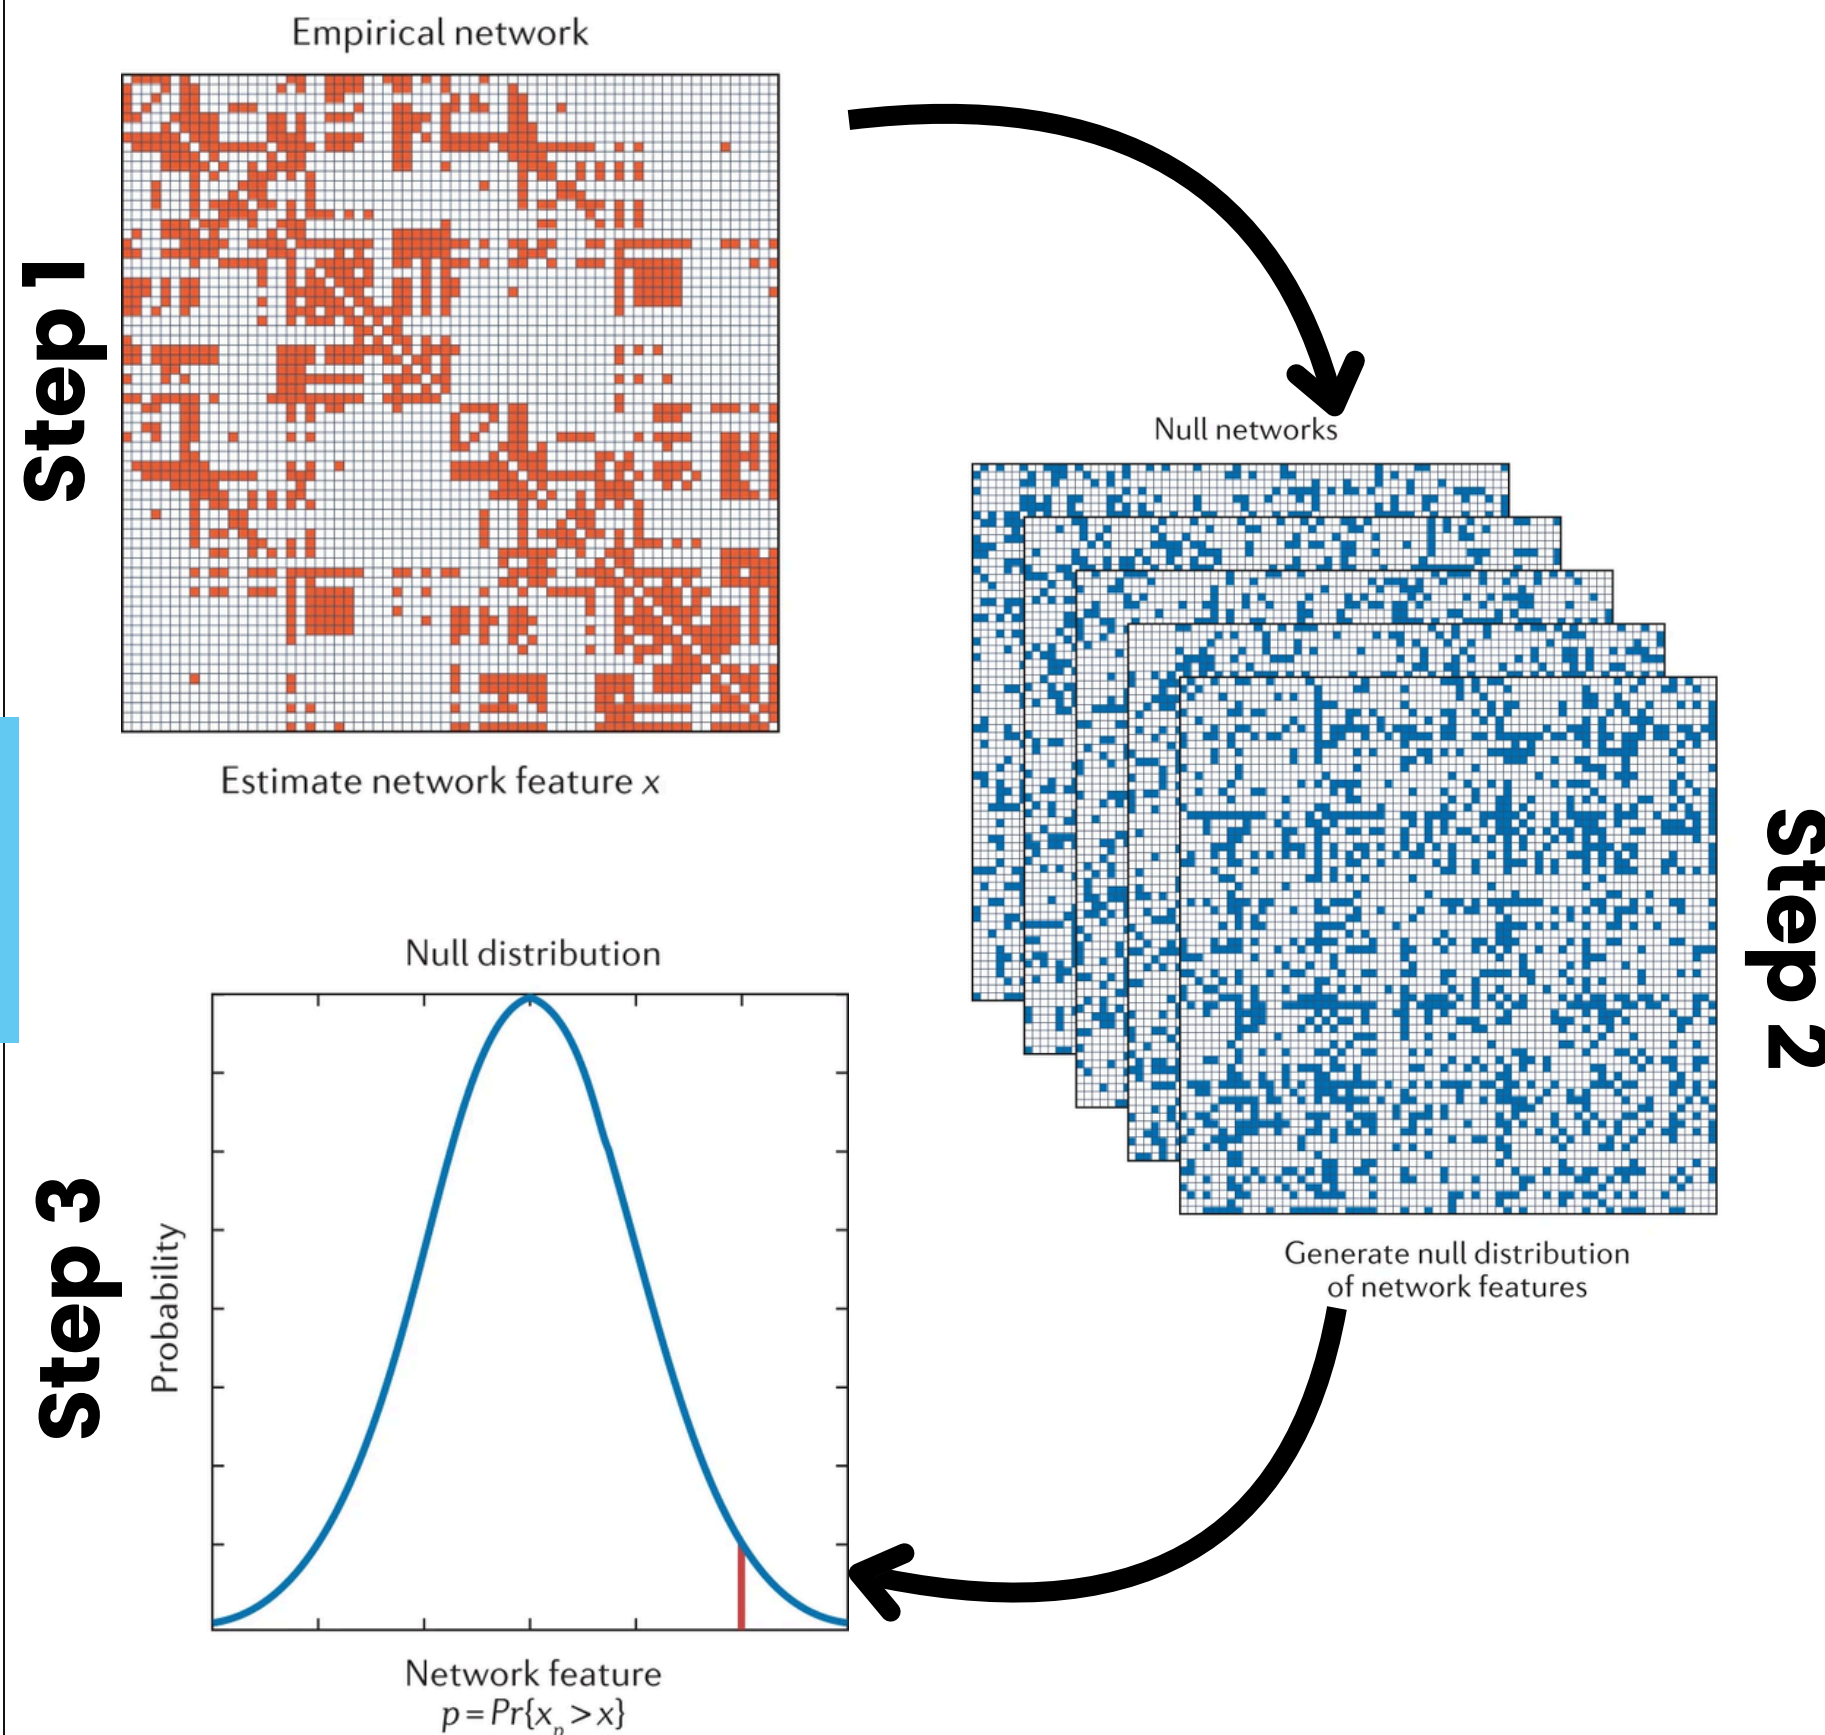 Step 1
Empirical network
Estimate network feature x
Null networks
Step 2
Generate null distribution
of network features
Step 3
Null distribution
Probability
Network feature
p = Pr{xₚ > x}